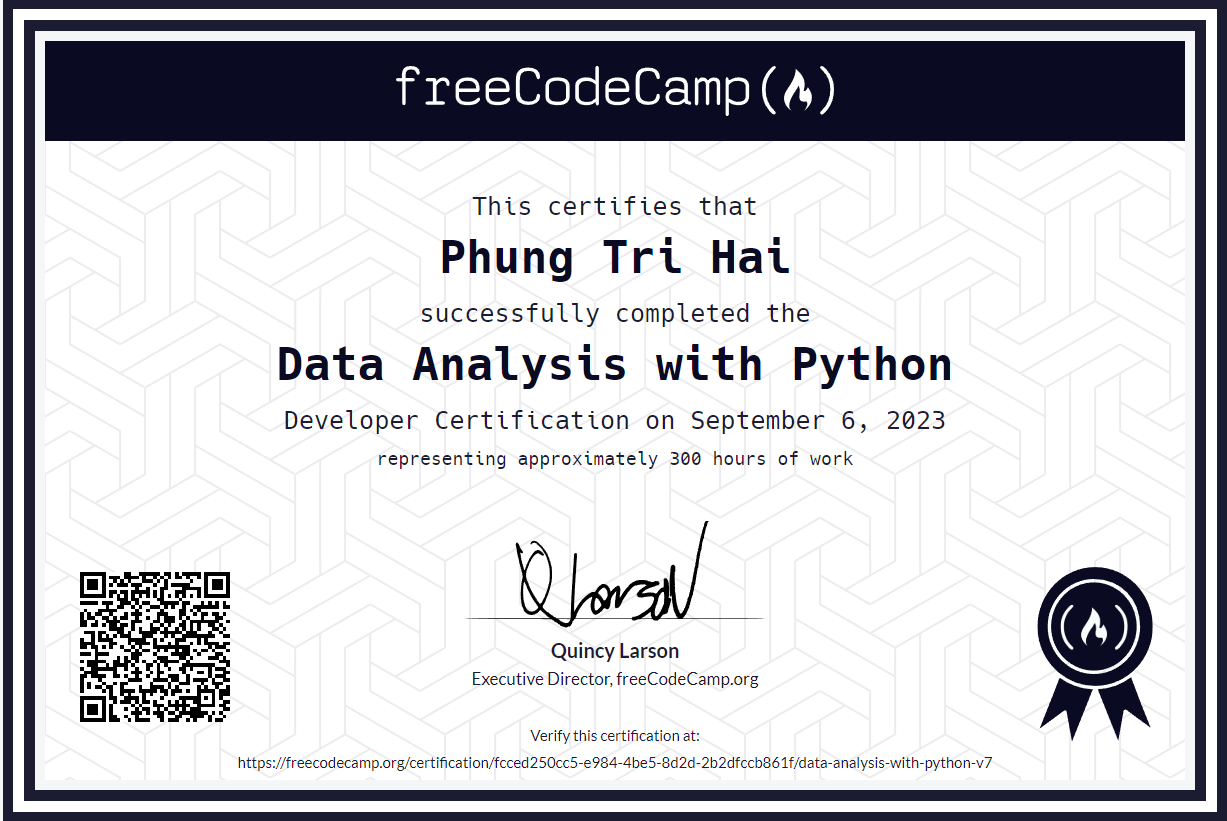 freeCodeCamp
This certifies that
Phung Tri Hai
successfully completed the
Data Analysis with Python
Developer Certification on September 6, 2023
representing approximately 300 hours of work
Quincy Larson
Executive Director, freeCodeCamp.org
Verify this certification at:
https://freecodecamp.org/certification/fcced250cc5-e984-4be5-8d2d-2b2dfccb861f/data-analysis-with-python-v7